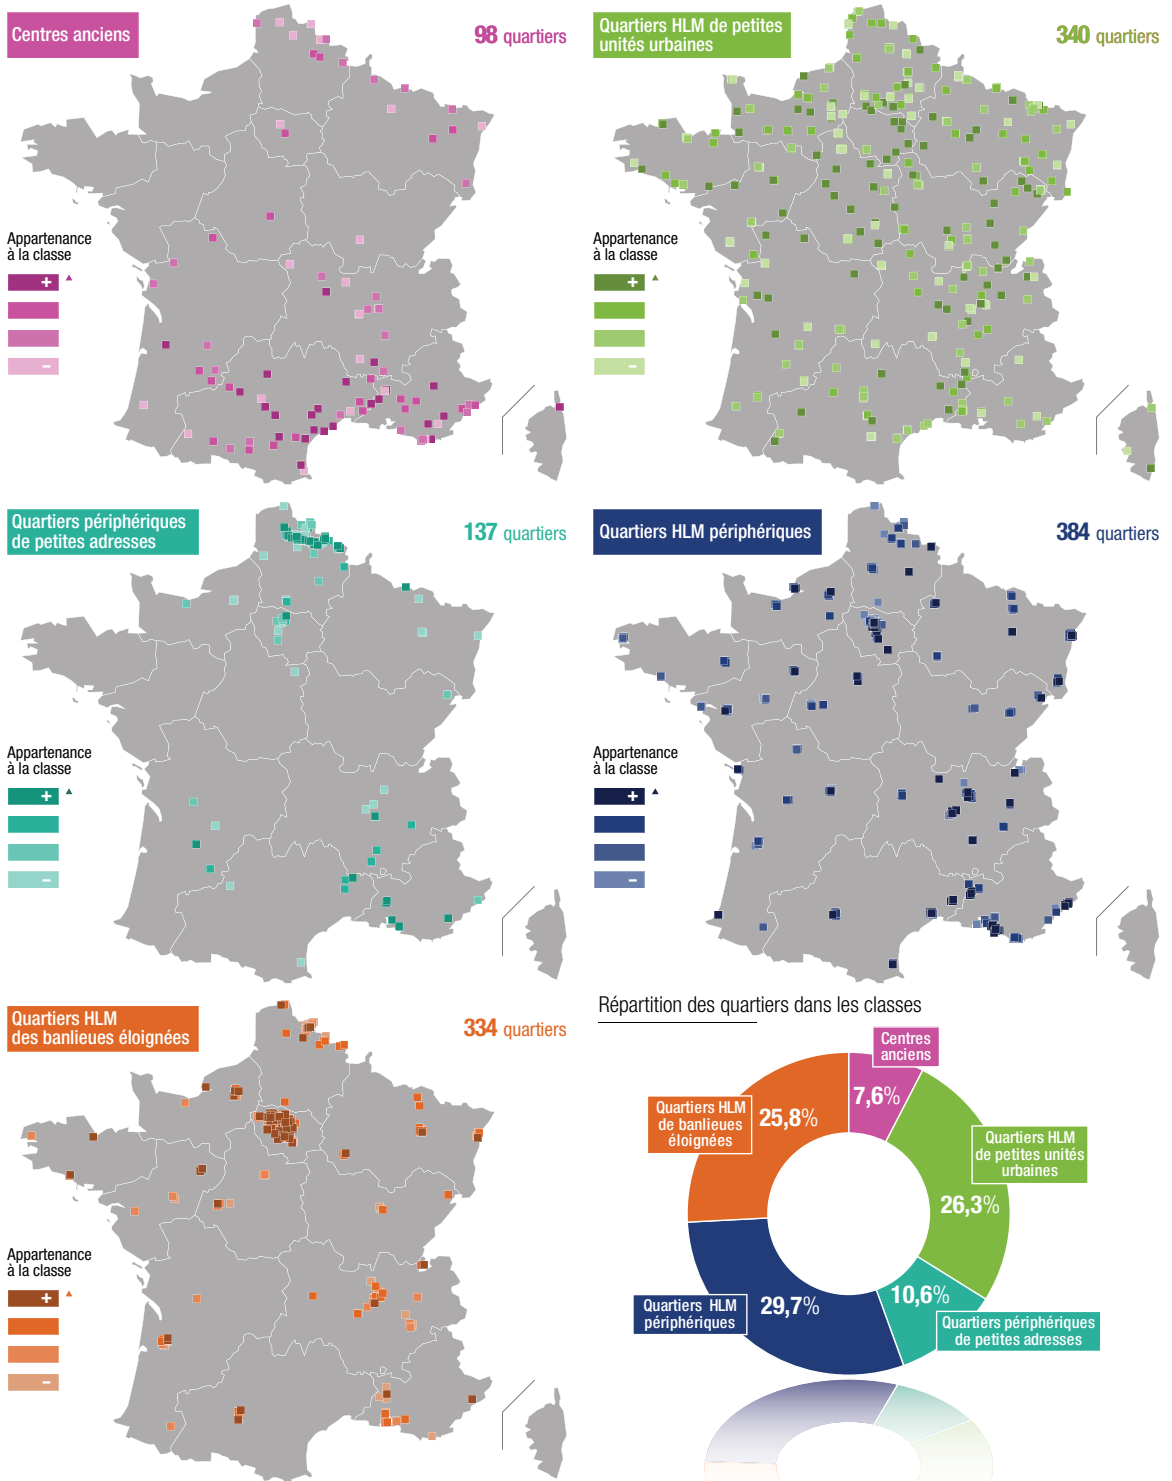 Centres anciens
98 quartiers
Appartenance
à la classe
+
–
Quartiers HLM de petites
unités urbaines
340 quartiers
Appartenance
à la classe
+
–
Quartiers périphériques
de petites adresses
137 quartiers
Appartenance
à la classe
+
–
Quartiers HLM périphériques
384 quartiers
Appartenance
à la classe
+
–
Quartiers HLM
des banlieues éloignées
334 quartiers
Appartenance
à la classe
+
–
Répartition des quartiers dans les classes
Centres
anciens
7,6%
Quartiers HLM
de banlieues
éloignées
25,8%
Quartiers HLM
de petites unités
urbaines
26,3%
10,6%
Quartiers périphériques
de petites adresses
Quartiers HLM
périphériques
29,7%